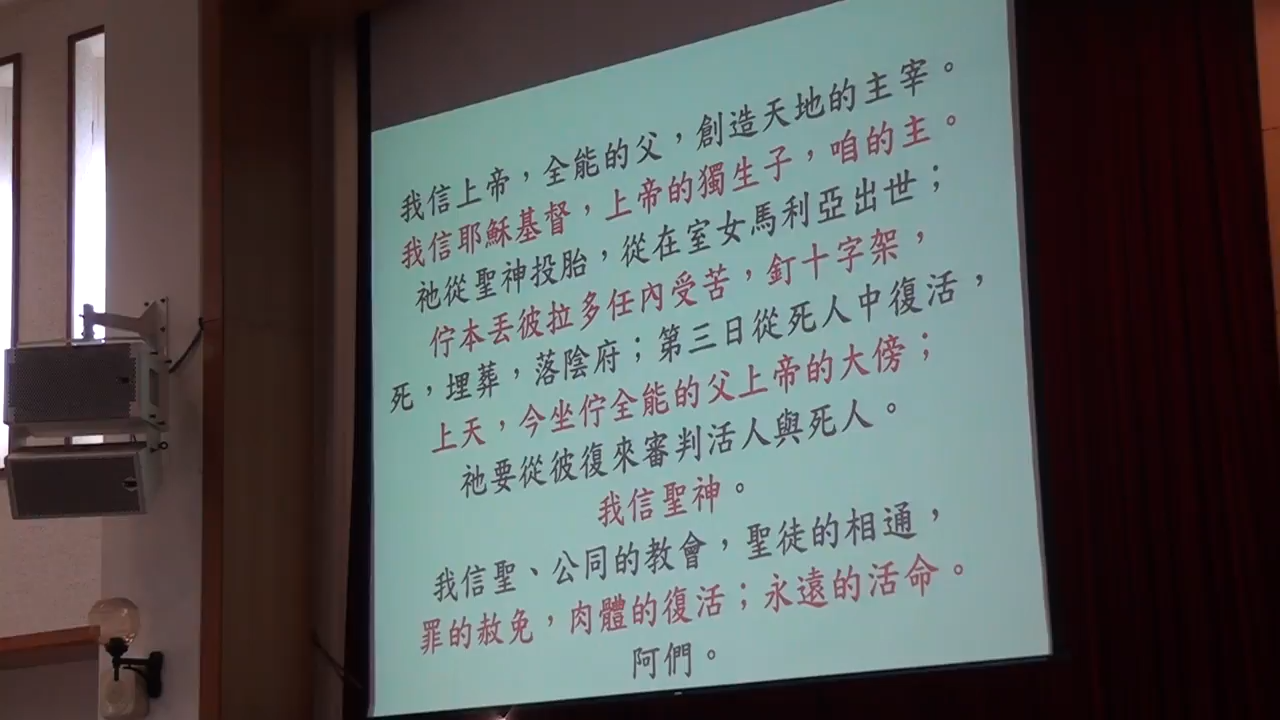 我信上帝，全能的父，創造天地的主宰。
我信耶穌基督，上帝的獨生子，咱的主。
祂從聖神投胎，從在室女馬利亞出世；
佇本丟彼拉多任內受苦，釘十字架，
死，埋葬，落陰府；第三日從死人中復活，
上天，今坐佇全能的父上帝的大傍；
祂要從彼復來審判活人與死人。
我信聖神。
我信聖、公同的教會，聖徒的相通，
罪的赦免，肉體的復活；永遠的活命。
阿們。